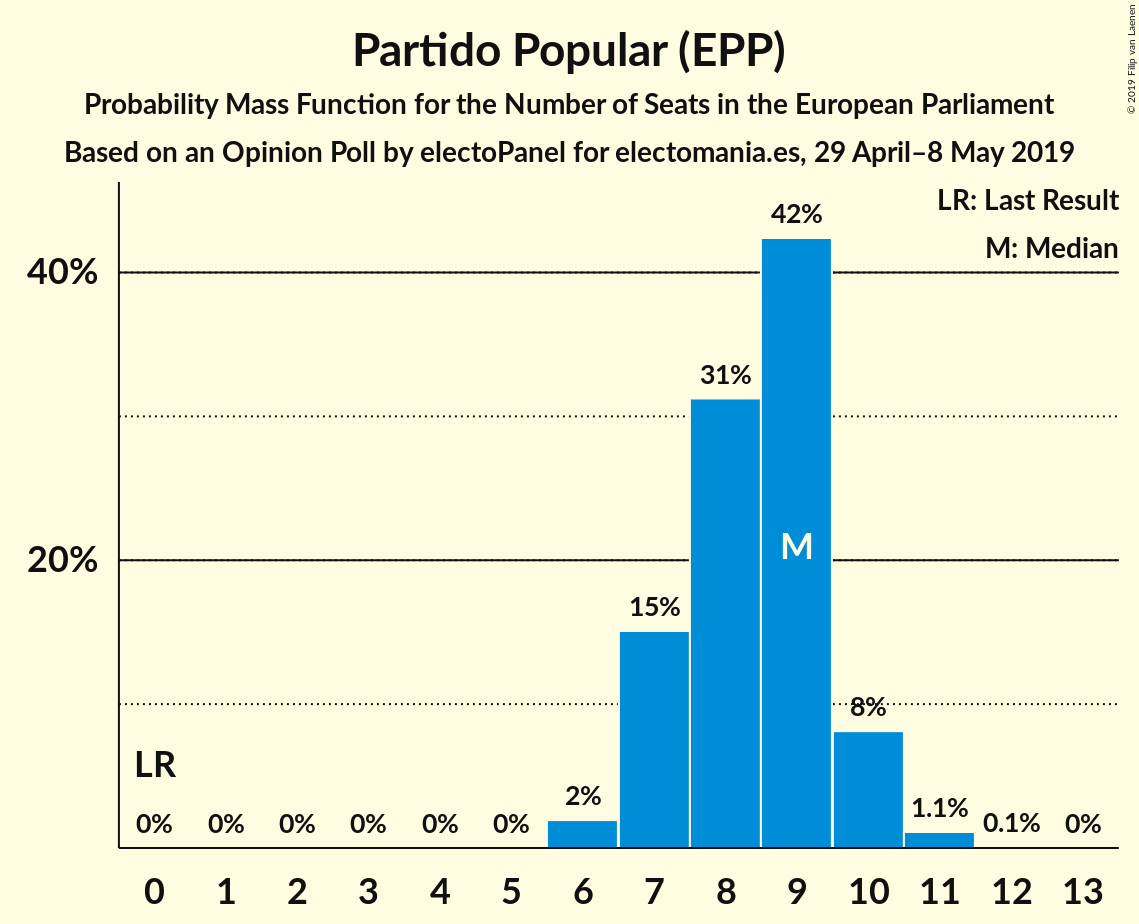 Partido Popular (EPP)
Probability Mass Function for the Number of Seats in the European Parliament
Based on an Opinion Poll by electoPanel for electomania.es, 29 April–8 May 2019
© 2019 Filip van Laenen
LR: Last Result
M: Median
40%
20%
42%
31%
M
15%
8%
LR
2%
1.1%
0.1%
0%
0% 0% 0% 0% 0% 0%
0 1 2 3 4 5 6 7 8 9 10 11 12 13